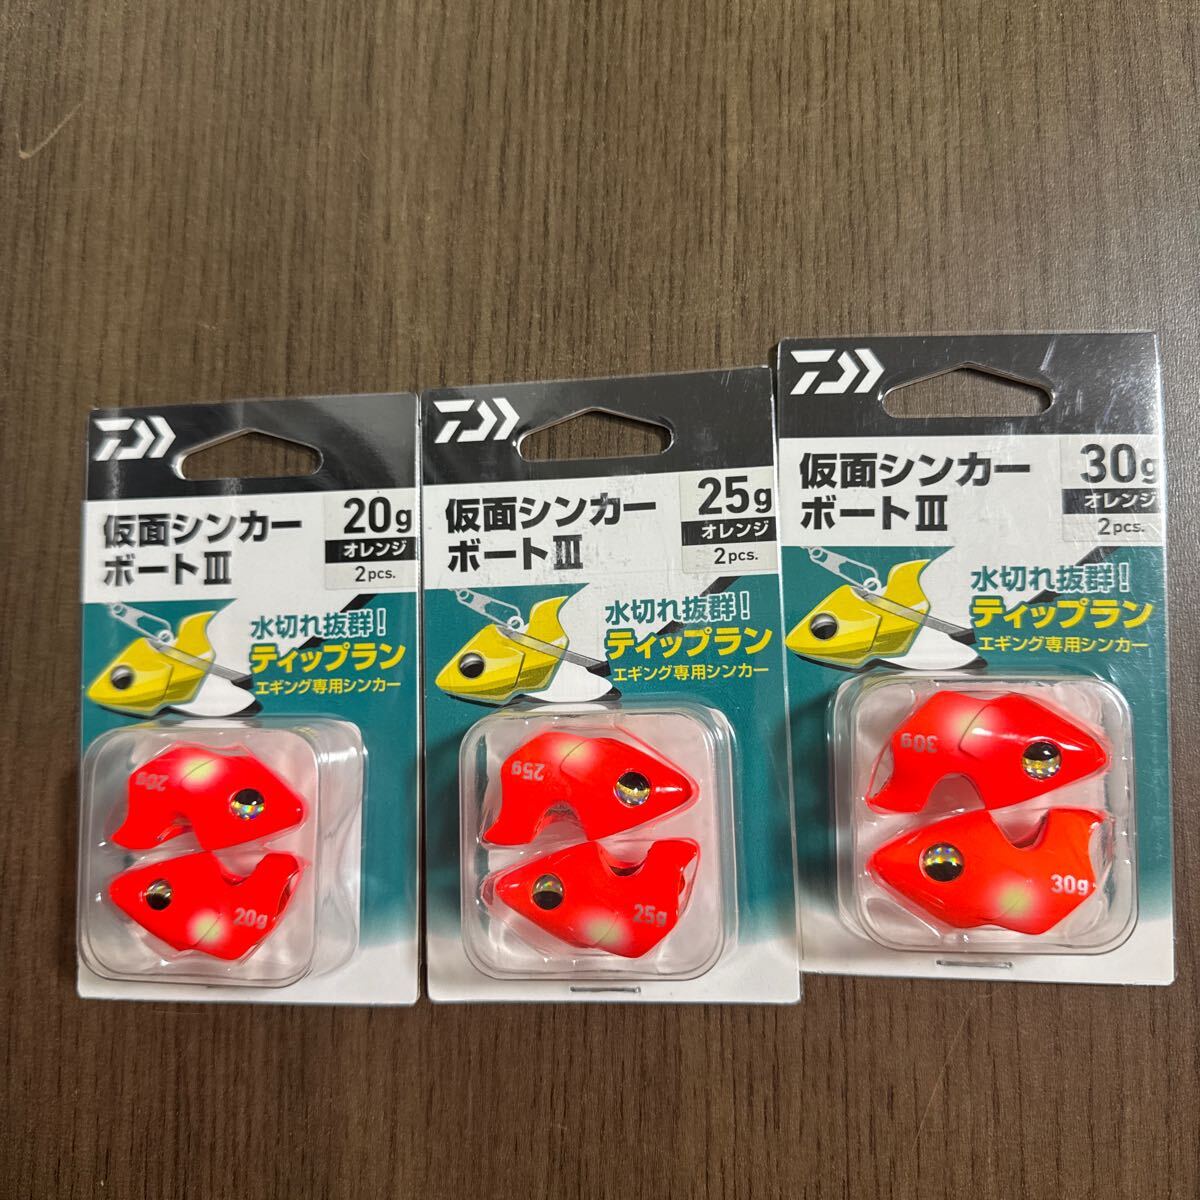 仮面シンカー
ボートⅢ
20g
オレンジ
2pcs.
水切れ抜群!
ティップラン
エギング専用シンカー
20g
20g
仮面シンカー
ボートⅢ
25g
オレンジ
2pcs.
水切れ抜群!
ティップラン
エギング専用シンカー
25g
25g
仮面シンカー
ボートⅢ
30g
オレンジ
2pcs.
水切れ抜群!
ティップラン
エギング専用シンカー
30g
30g